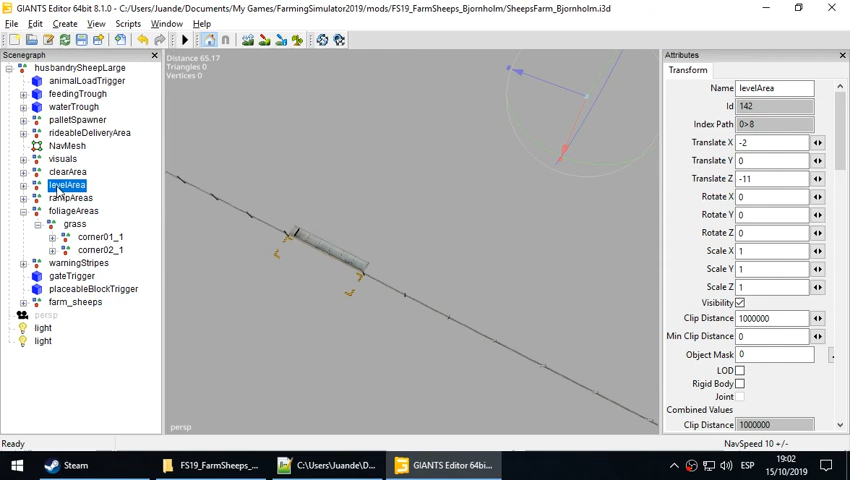 GIANTS Editor 64bit 8.1.0 - C:/Users/Juande/Documents/My Games/FarmingSimulator2019/mods/FS19_FarmSheeps_Bjornholm/SheepsFarm_Bjornholm.i3d
File Edit Create View Scripts Window Help
Scenegraph
husbandrySheepLarge
animalLoadTrigger
feedingTrough
waterTrough
palletSpawner
rideableDeliveryArea
NavMesh
visuals
clearArea
levelArea
rampAreas
foliageAreas
grass
corner01_1
corner02_1
warningStripes
gateTrigger
placeableBlockTrigger
farm_sheeps
persp
light
light
Distance 65.17
Triangles 0
Vertices 0
persp
Attributes
Transform
Name levelArea
Id 142
Index Path 0>8
Translate X -2
Translate Y 0
Translate Z -11
Rotate X 0
Rotate Y 0
Rotate Z 0
Scale X 1
Scale Y 1
Scale Z 1
Visibility
Clip Distance 1000000
Min Clip Distance 0
Object Mask 0
LOD
Rigid Body
Joint
Combined Values
Clip Distance 1000000
Ready
NavSpeed 10 +/-
Steam
FS19_FarmSheeps_...
C:\Users\Juande\D...
GIANTS Editor 64bi...
ESP
19:02
15/10/2019